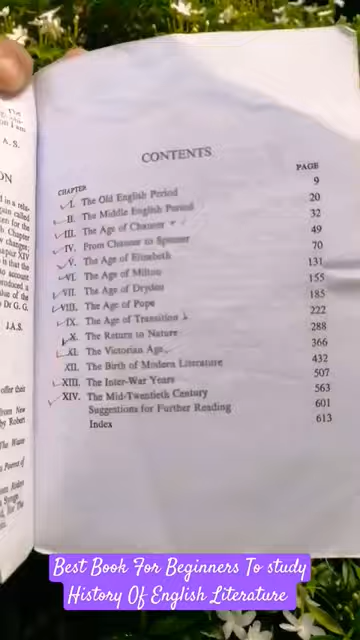 A. S.
CONTENTS
CHAPTER PAGE
I. The Old English Period 9
II. The Middle English Period 20
III. The Age of Chaucer 32
IV. From Chaucer to Spenser 49
V. The Age of Elizabeth 70
VI. The Age of Milton 131
VII. The Age of Dryden 155
VIII. The Age of Pope 185
IX. The Age of Transition 222
X. The Return to Nature 288
XI. The Victorian Age 366
XII. The Birth of Modern Literature 432
XIII. The Inter-War Years 507
XIV. The Mid-Twentieth Century 563
Suggestions for Further Reading 601
Index 613
J.A.S.
Best Book For Beginners To study
History Of English Literature